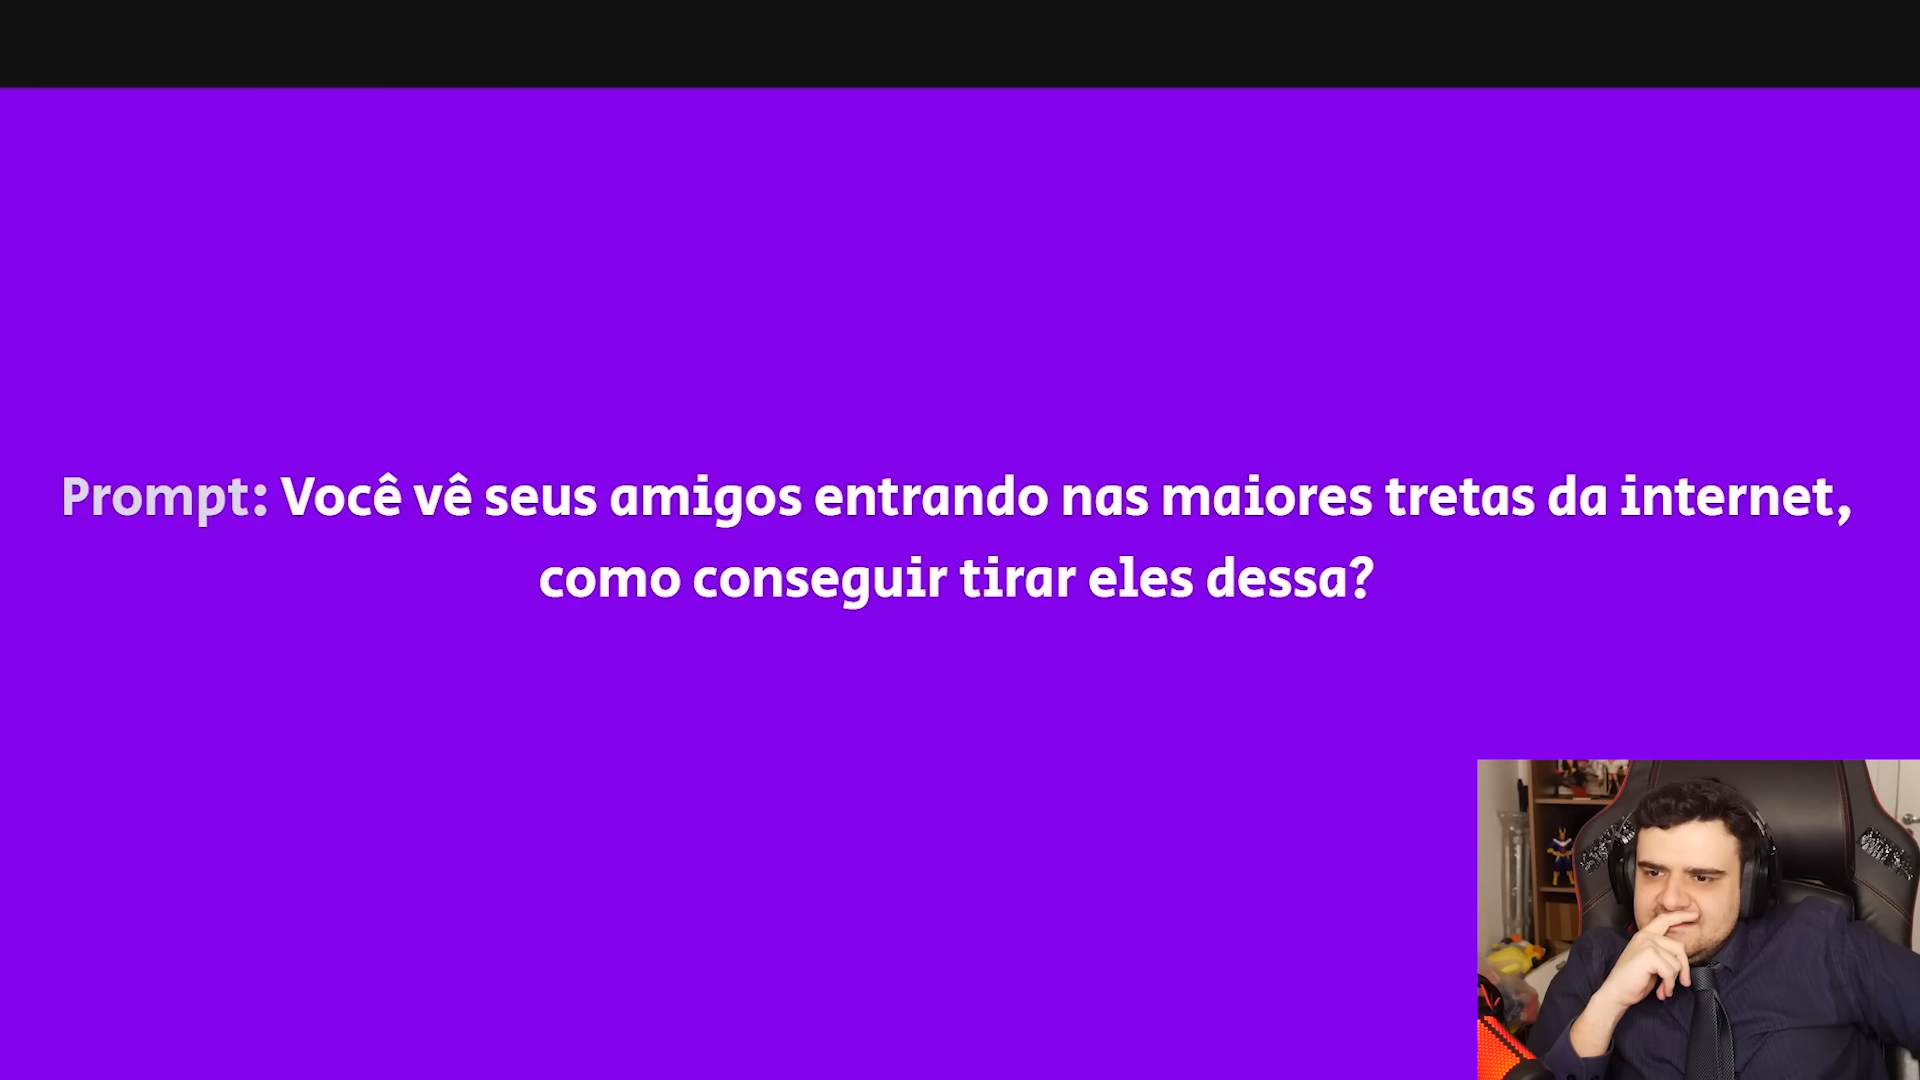 Prompt: Você vê seus amigos entrando nas maiores tretas da internet,
como conseguir tirar eles dessa?